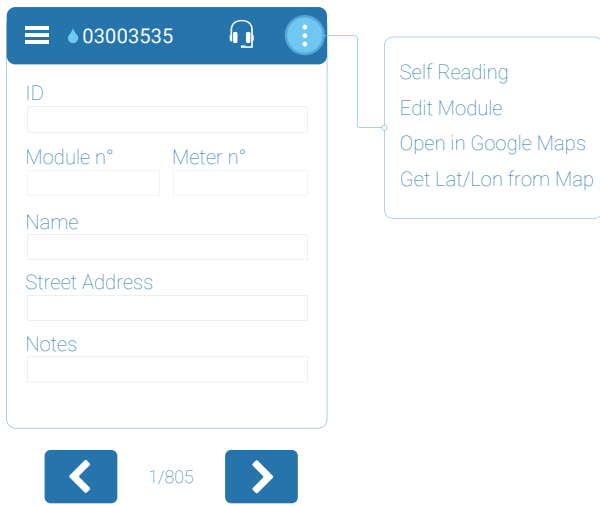 03003535
ID
Module n° Meter n°
Name
Street Address
Notes
1/805
Self Reading
Edit Module
Open in Google Maps
Get Lat/Lon from Map